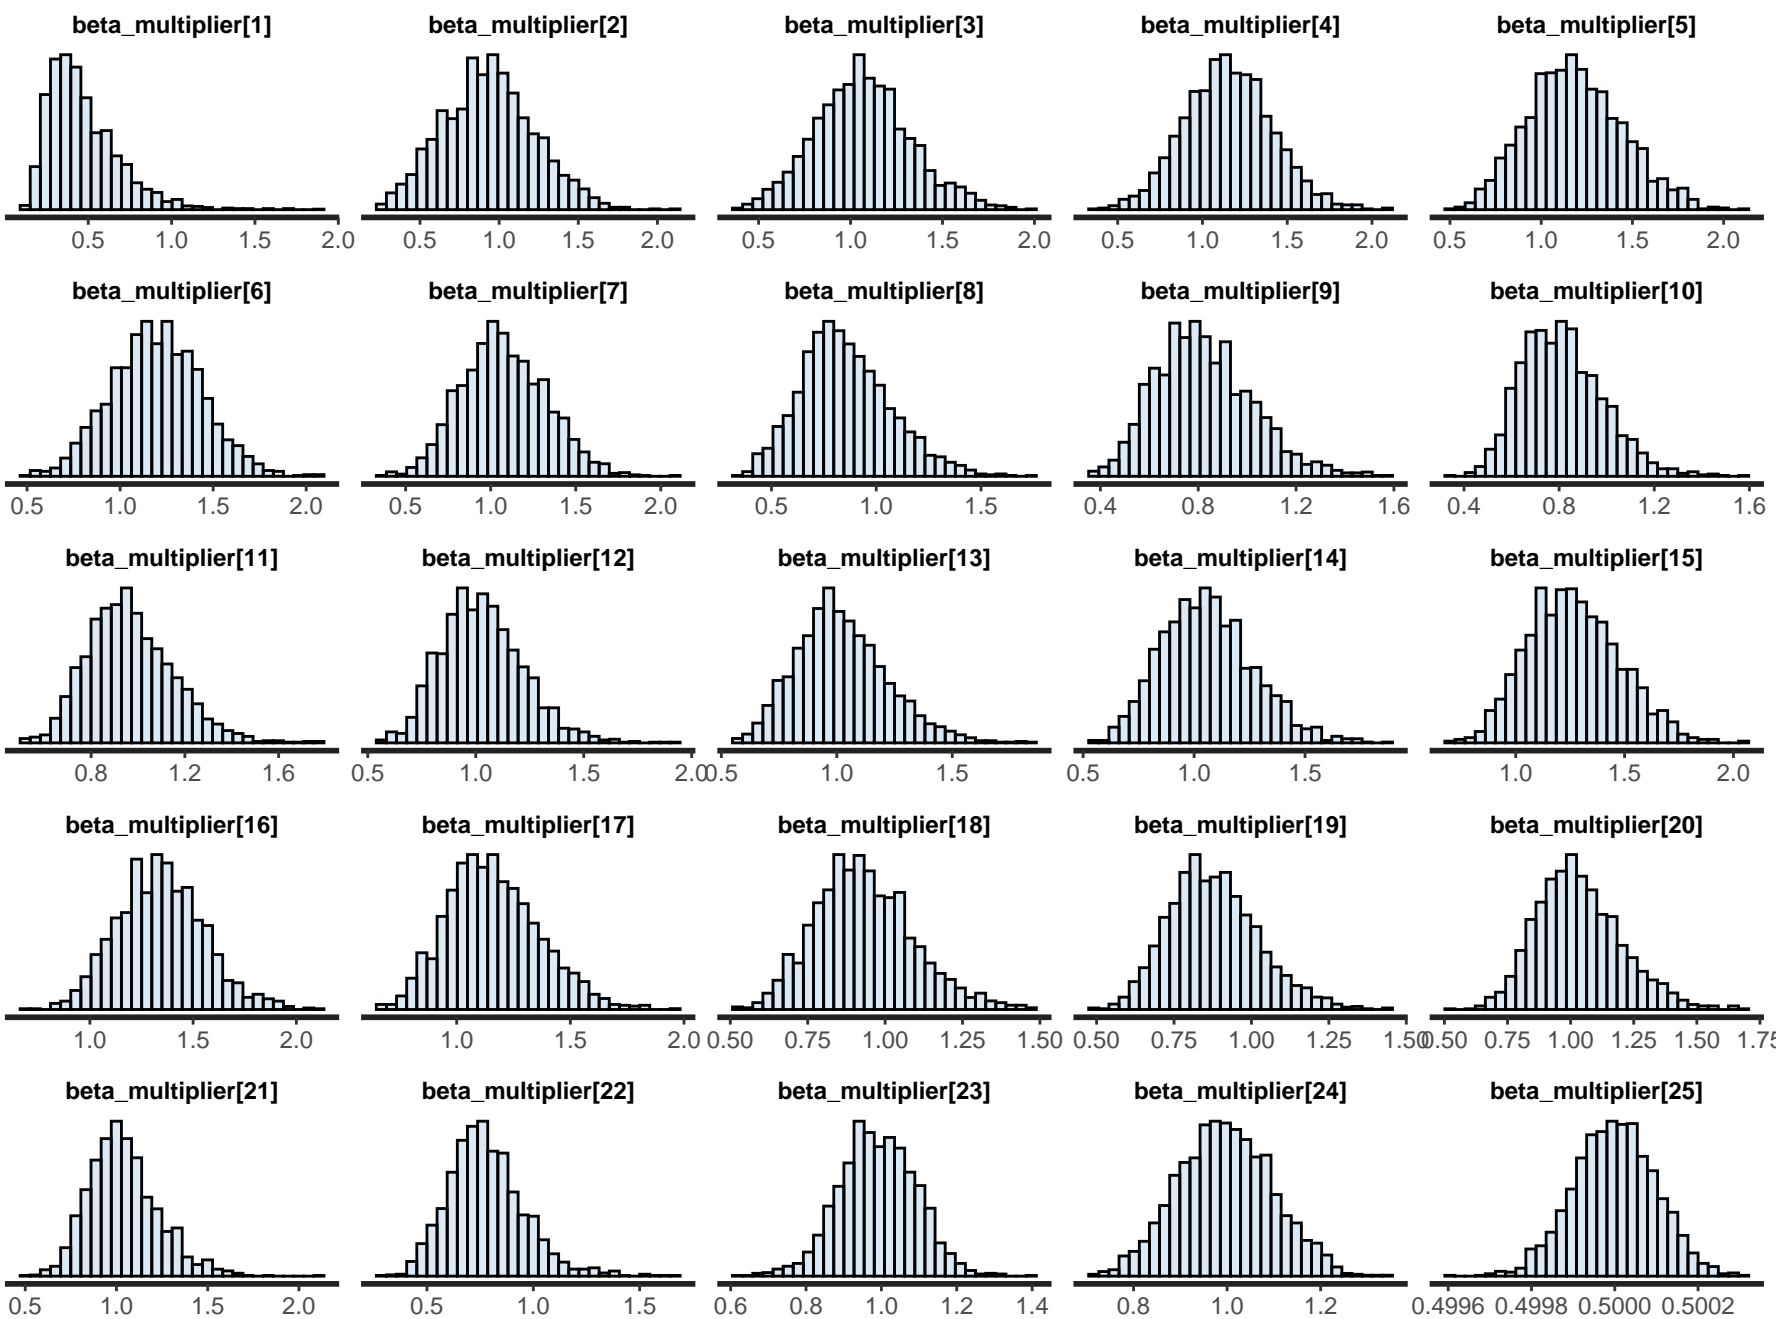 beta_multiplier[1] beta_multiplier[2] beta_multiplier[3] beta_multiplier[4] beta_multiplier[5]
0.5 1.0 1.5 2.0 0.5 1.0 1.5 2.0 0.5 1.0 1.5 2.0 0.5 1.0 1.5 2.0 0.5 1.0 1.5 2.0
beta_multiplier[6] beta_multiplier[7] beta_multiplier[8] beta_multiplier[9] beta_multiplier[10]
0.5 1.0 1.5 2.0 0.5 1.0 1.5 2.0 0.5 1.0 1.5 0.4 0.8 1.2 1.6 0.4 0.8 1.2 1.6
beta_multiplier[11] beta_multiplier[12] beta_multiplier[13] beta_multiplier[14] beta_multiplier[15]
0.8 1.2 1.6 0.5 1.0 1.5 2.0 0.5 1.0 1.5 0.5 1.0 1.5 1.0 1.5 2.0
beta_multiplier[16] beta_multiplier[17] beta_multiplier[18] beta_multiplier[19] beta_multiplier[20]
1.0 1.5 2.0 1.0 1.5 2.0 0.50 0.75 1.00 1.25 1.50 0.50 0.75 1.00 1.25 1.50 0.50 0.75 1.00 1.25 1.50 1.75
beta_multiplier[21] beta_multiplier[22] beta_multiplier[23] beta_multiplier[24] beta_multiplier[25]
0.5 1.0 1.5 2.0 0.5 1.0 1.5 0.6 0.8 1.0 1.2 1.4 0.8 1.0 1.2 0.4996 0.4998 0.5000 0.5002